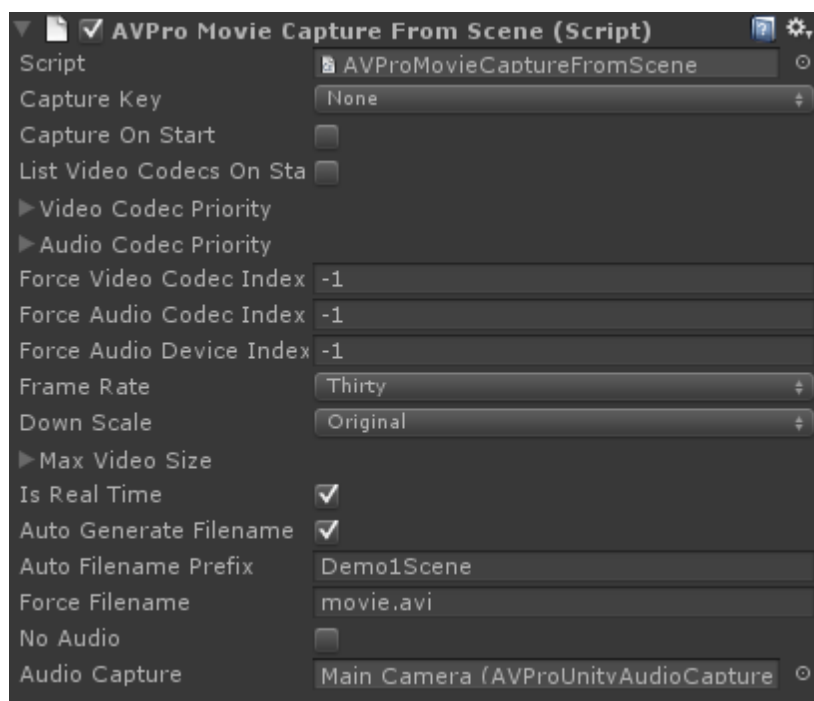 AVPro Movie Capture From Scene (Script)
Script AVProMovieCaptureFromScene
Capture Key None
Capture On Start
List Video Codecs On Sta
Video Codec Priority
Audio Codec Priority
Force Video Codec Index -1
Force Audio Codec Index -1
Force Audio Device Index -1
Frame Rate Thirty
Down Scale Original
Max Video Size
Is Real Time
Auto Generate Filename
Auto Filename Prefix Demo1Scene
Force Filename movie.avi
No Audio
Audio Capture Main Camera (AVProUnityAudioCapture